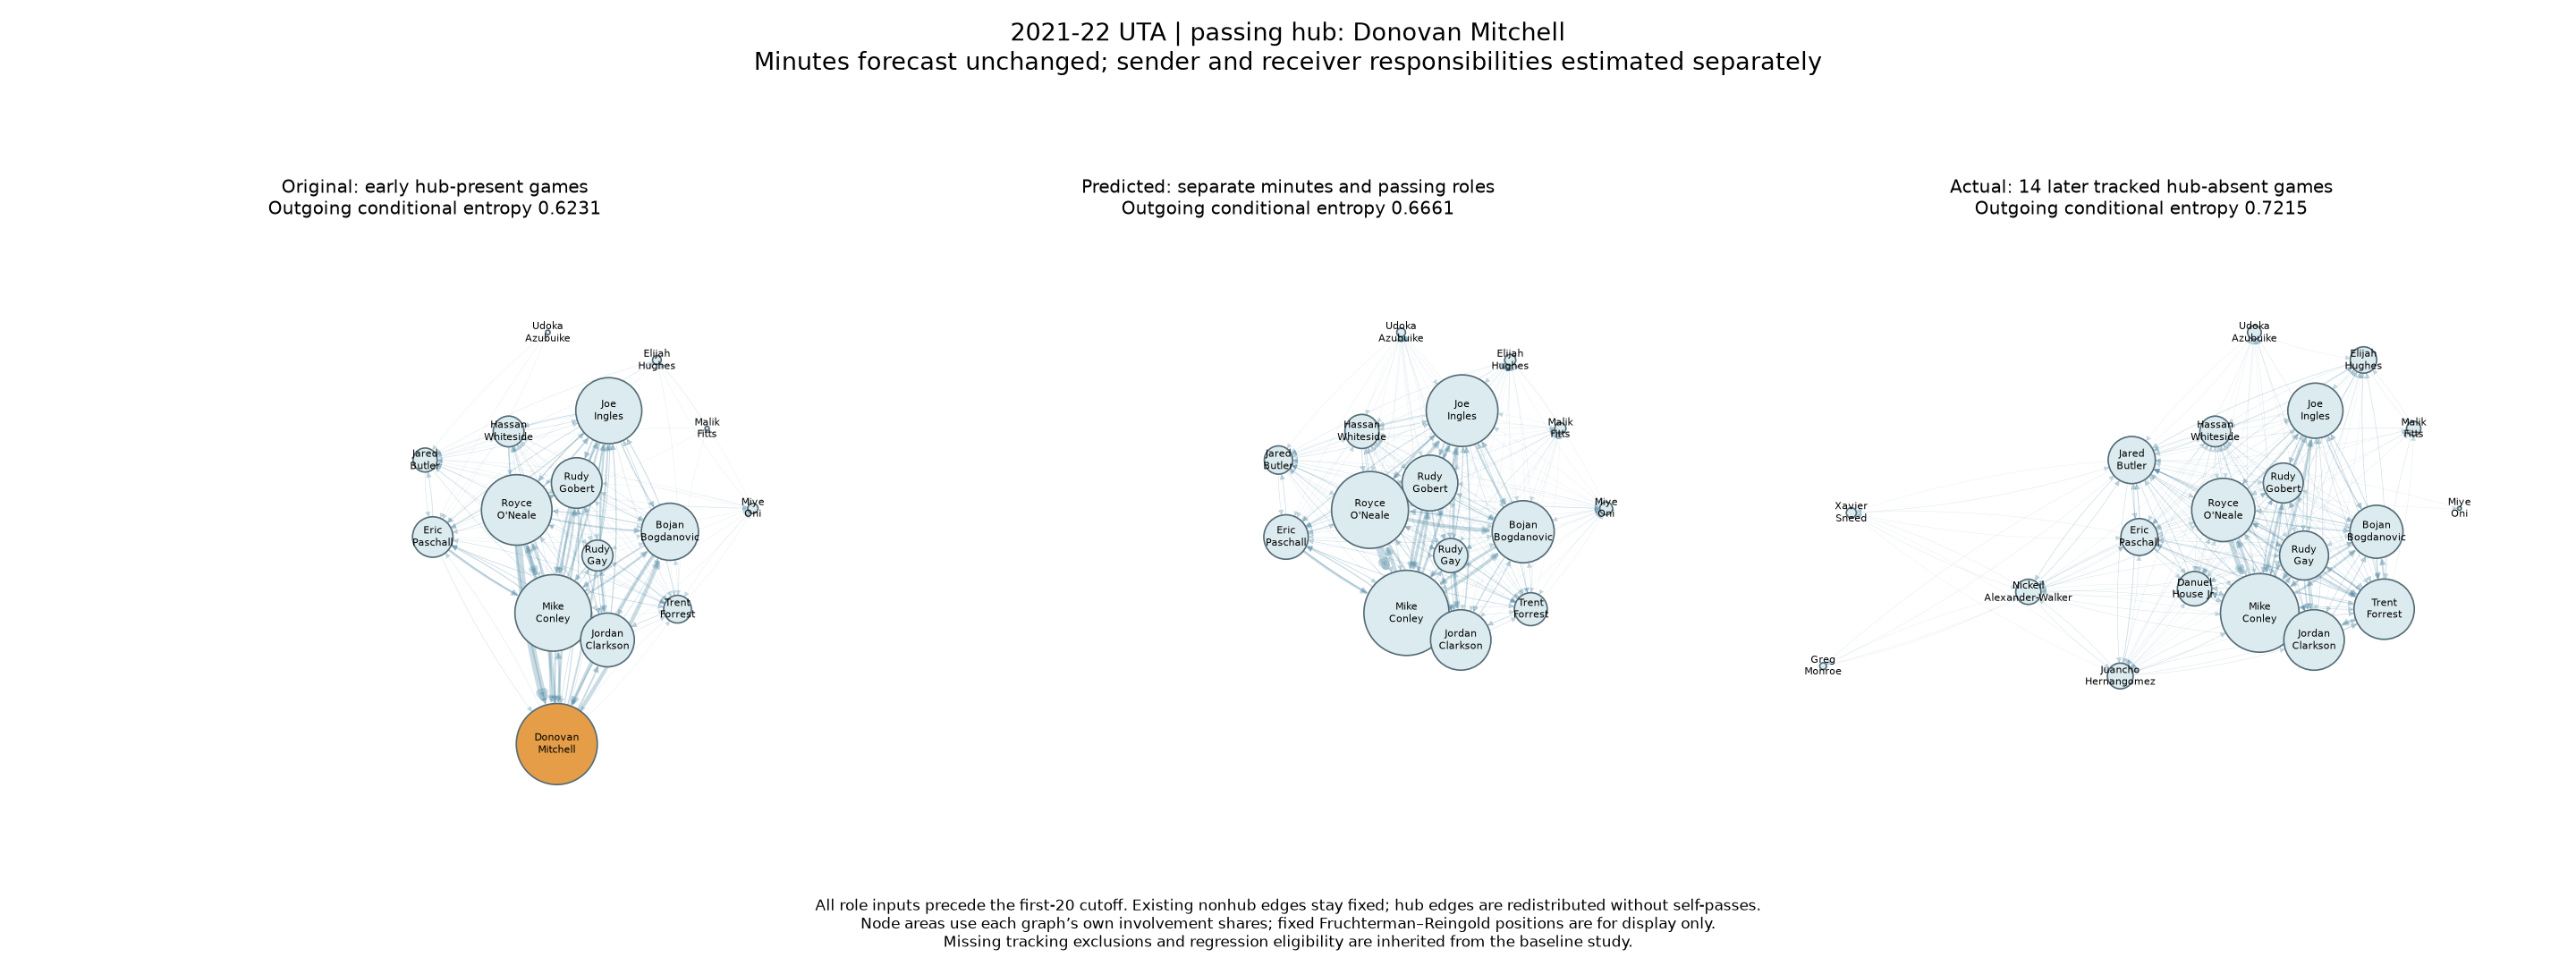 2021-22 UTA | passing hub: Donovan Mitchell
Minutes forecast unchanged; sender and receiver responsibilities estimated separately
Original: early hub-present games
Outgoing conditional entropy 0.6231
Udoka
Azubuike
Elijah
Hughes
Joe
Ingles
Malik
Fitts
Hassan
Whiteside
Jared
Butler
Rudy
Gobert
Royce
O'Neale
Miye
Oni
Eric
Paschall
Bojan
Bogdanovic
Rudy
Gay
Mike
Conley
Trent
Forrest
Jordan
Clarkson
Donovan
Mitchell
Predicted: separate minutes and passing roles
Outgoing conditional entropy 0.6661
Udoka
Azubuike
Elijah
Hughes
Joe
Ingles
Malik
Fitts
Hassan
Whiteside
Jared
Butler
Rudy
Gobert
Royce
O'Neale
Miye
Oni
Eric
Paschall
Bojan
Bogdanovic
Rudy
Gay
Mike
Conley
Trent
Forrest
Jordan
Clarkson
Actual: 14 later tracked hub-absent games
Outgoing conditional entropy 0.7215
Udoka
Azubuike
Elijah
Hughes
Joe
Ingles
Malik
Fitts
Hassan
Whiteside
Jared
Butler
Rudy
Gobert
Royce
O'Neale
Xavier
Sneed
Miye
Oni
Eric
Paschall
Bojan
Bogdanovic
Rudy
Gay
Nickeil
Alexander-Walker
Danuel
House Jr.
Mike
Conley
Trent
Forrest
Jordan
Clarkson
Greg
Monroe
Juancho
Hernangomez
All role inputs precede the first-20 cutoff. Existing nonhub edges stay fixed; hub edges are redistributed without self-passes.
Node areas use each graph’s own involvement shares; fixed Fruchterman–Reingold positions are for display only.
Missing tracking exclusions and regression eligibility are inherited from the baseline study.